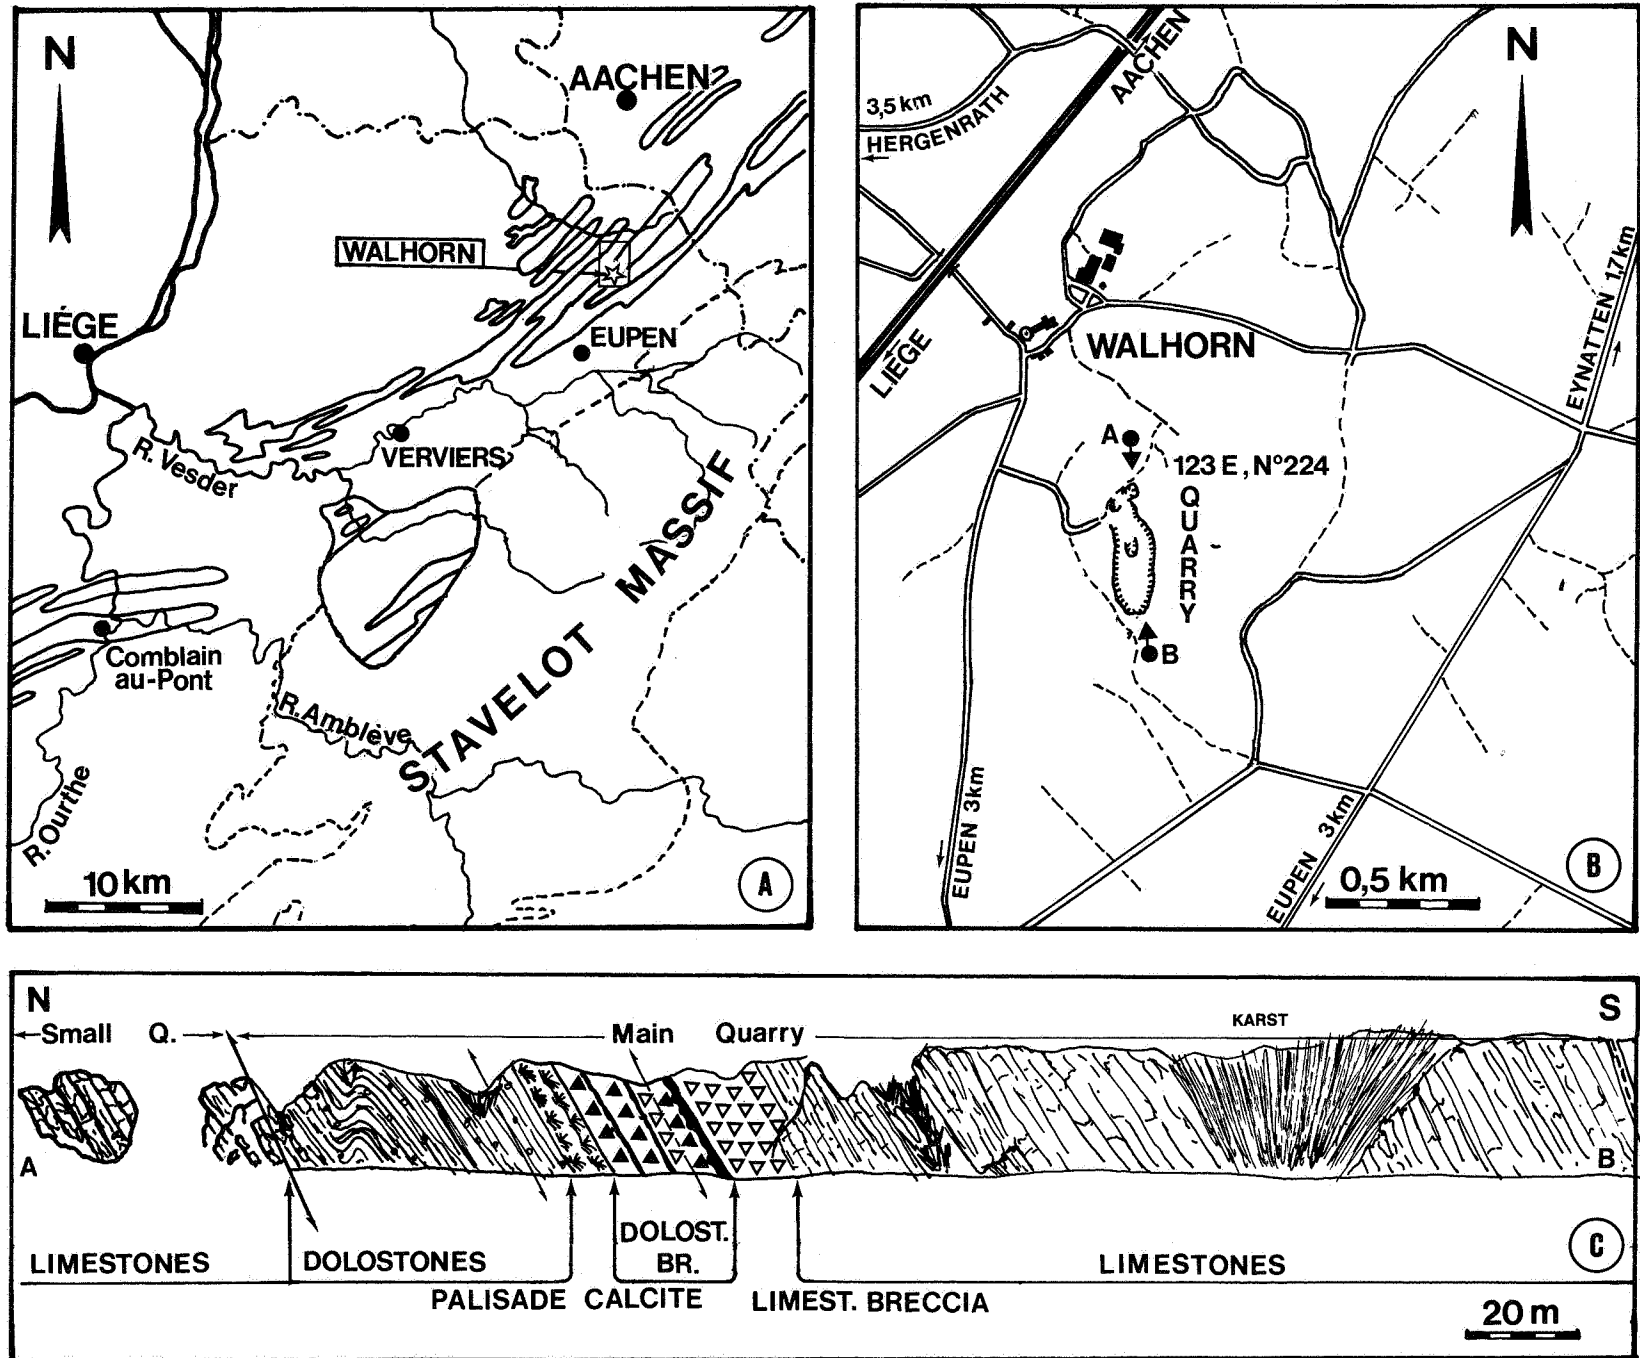 N
AACHEN
WALHORN
LIÉGE
EUPEN
VERVIERS
R. Vesder
STAVELOT MASSIF
Comblain
au-Pont
R. Amblève
R. Ourthe
10 km
A
N
AACHEN
3,5 km
HERGENRATH
LIÉGE
WALHORN
EYNATTEN 1,7km
A
123 E, N°224
QUARRY
B
EUPEN 3km
EUPEN 3km
0,5 km
B
N
S
Small Q.
Main Quarry
KARST
A
B
DOLOST.
BR.
LIMESTONES
DOLOSTONES
LIMESTONES
C
PALISADE CALCITE
LIMEST. BRECCIA
20 m